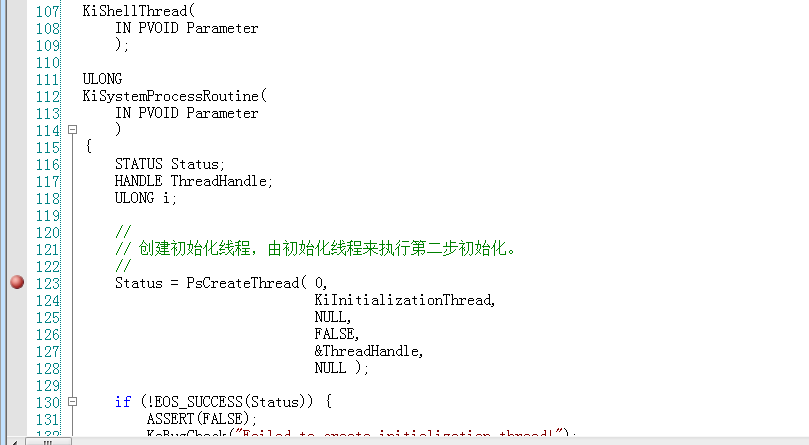 107 KiShellThread(
108     IN PVOID Parameter
109     );
110
111 ULONG
112 KiSystemProcessRoutine(
113     IN PVOID Parameter
114     )
115 {
116     STATUS Status;
117     HANDLE ThreadHandle;
118     ULONG i;
119
120     //
121     // 创建初始化线程，由初始化线程来执行第二步初始化。
122     //
123     Status = PsCreateThread( 0,
124                              KiInitializationThread,
125                              NULL,
126                              FALSE,
127                              &ThreadHandle,
128                              NULL );
129
130     if (!EOS_SUCCESS(Status)) {
131         ASSERT(FALSE);
132         KeBugCheck("Failed to create initialization thread!");